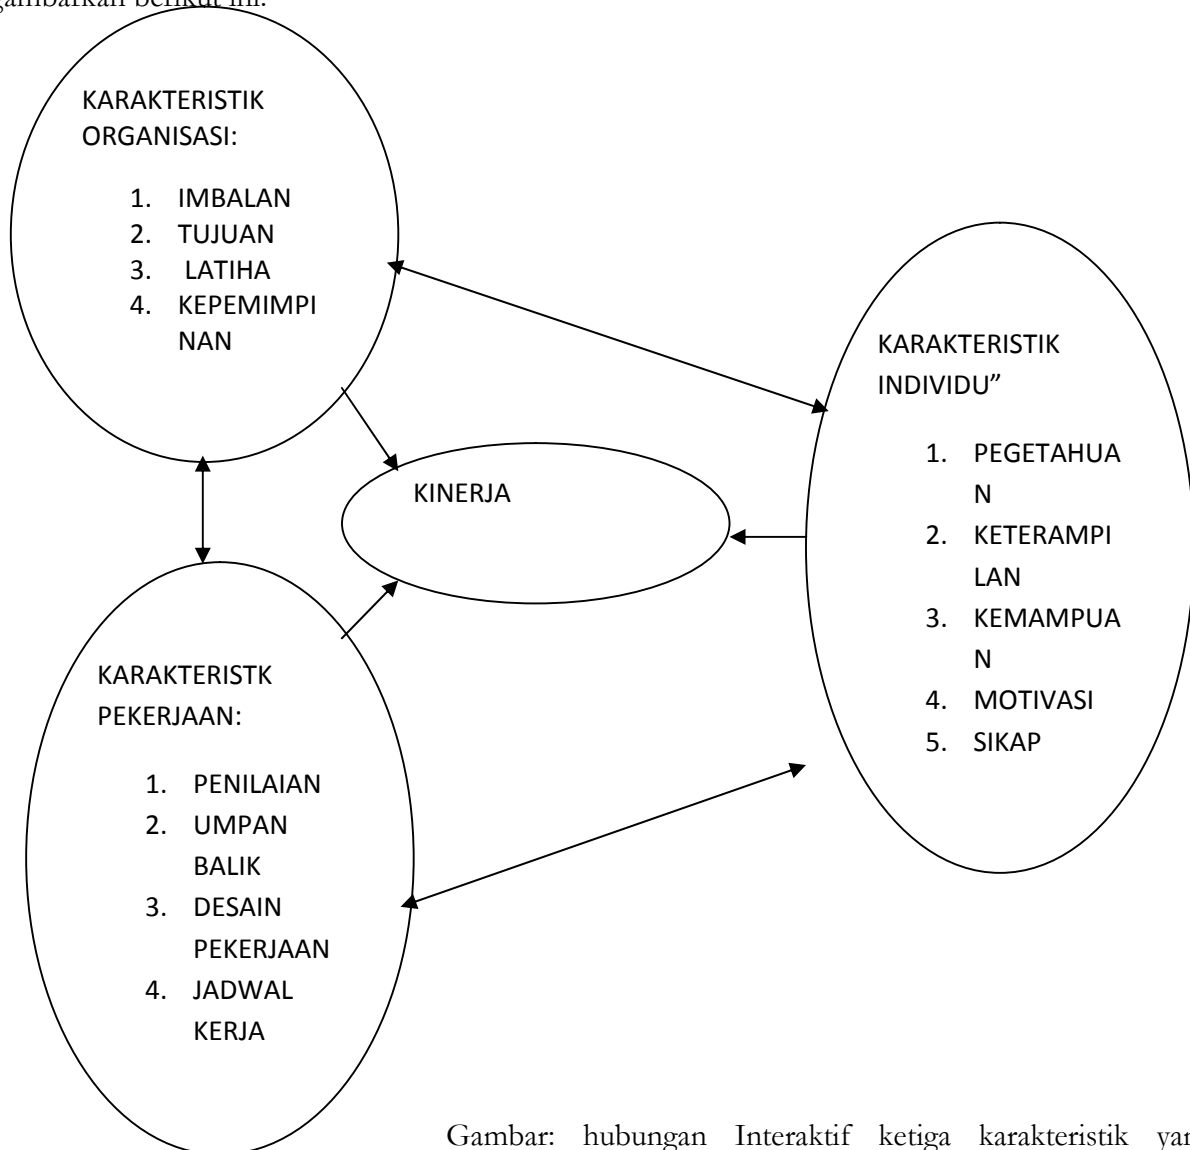 gambarkan berikut ini.
KARAKTERISTIK
ORGANISASI:
1. IMBALAN
2. TUJUAN
3. LATIHA
4. KEPEMIMPI
NAN
KARAKTERISTIK
INDIVIDU”
1. PEGETAHUA
N
2. KETERAMPI
LAN
3. KEMAMPUA
N
4. MOTIVASI
5. SIKAP
KINERJA
KARAKTERISTK
PEKERJAAN:
1. PENILAIAN
2. UMPAN
BALIK
3. DESAIN
PEKERJAAN
4. JADWAL
KERJA
Gambar: hubungan Interaktif ketiga karakteristik